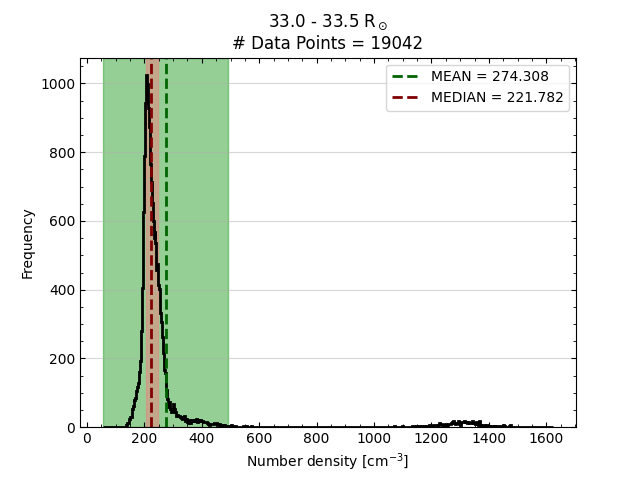 33.0 - 33.5 R⊙
# Data Points = 19042
MEAN = 274.308
MEDIAN = 221.782
Frequency
1000
800
600
400
200
0
0 200 400 600 800 1000 1200 1400 1600
Number density [cm⁻³]